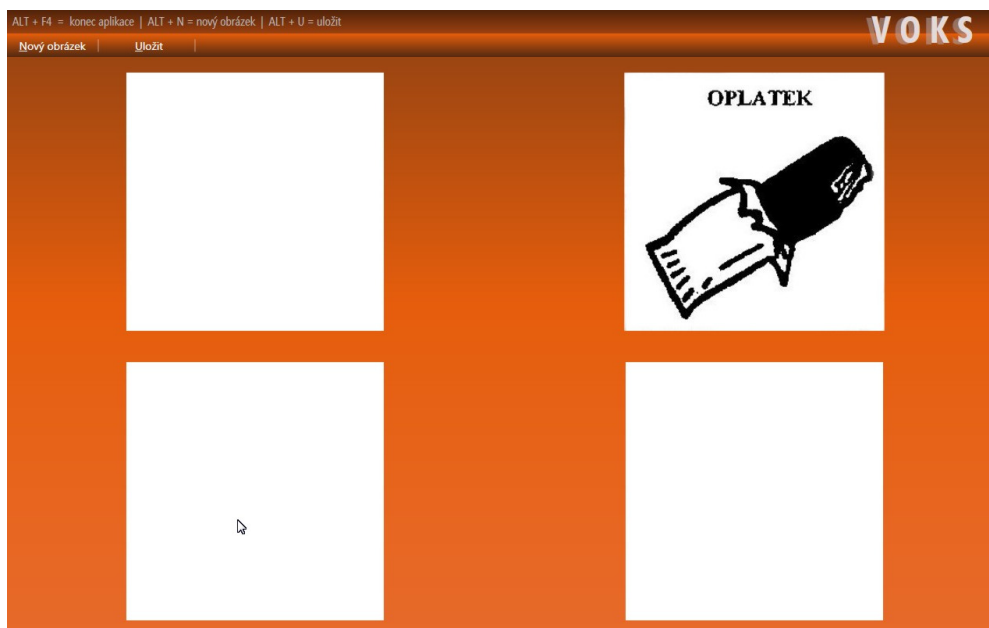 ALT + F4 = konec aplikace | ALT + N = nový obrázek | ALT + U = uložit
VOKS
Nový obrázek | Uložit |
OPLATEK